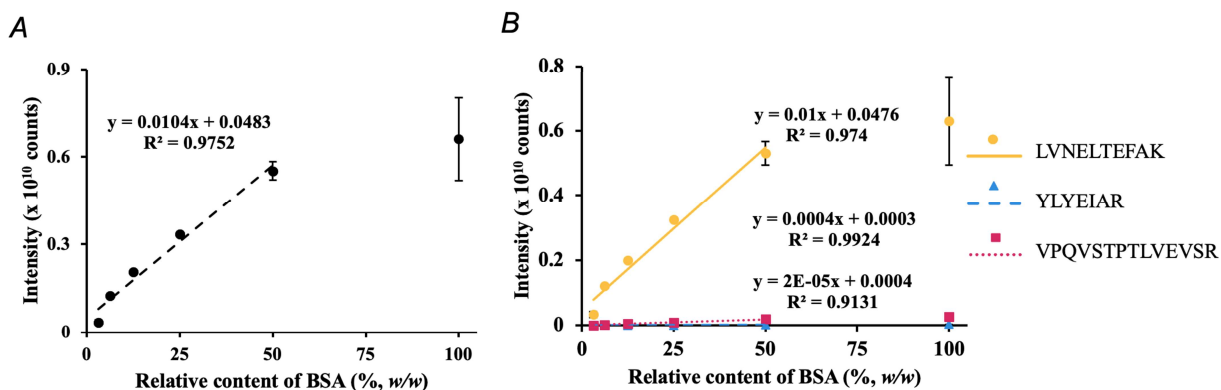 A
B
0.9
0.6
0.3
0
Intensity (x 10¹⁰ counts)
y = 0.0104x + 0.0483
R² = 0.9752
0 25 50 75 100
Relative content of BSA (%, w/w)
0.8
0.6
0.4
0.2
0
Intensity (x 10¹⁰ counts)
y = 0.01x + 0.0476
R² = 0.974
y = 0.0004x + 0.0003
R² = 0.9924
y = 2E-05x + 0.0004
R² = 0.9131
0 25 50 75 100
Relative content of BSA (%, w/w)
LVNELTEFAK
YLYEIAR
VPQVSTPTLVEVSR